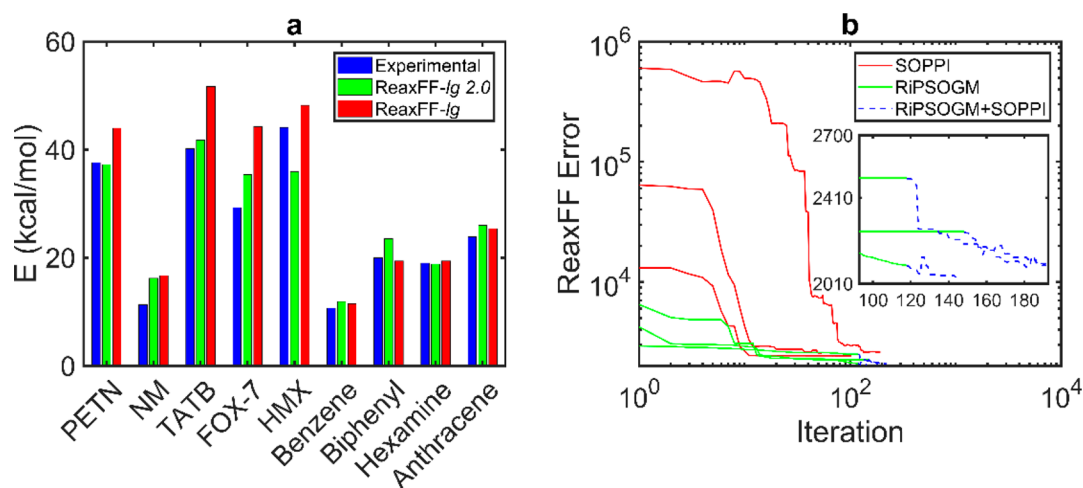 a
E (kcal/mol)
60
40
20
0
Experimental
ReaxFF-lg 2.0
ReaxFF-lg
PETN
NM
TATB
FOX-7
HMX
Benzene
Biphenyl
Hexamine
Anthracene
b
ReaxFF Error
10^6
10^5
10^4
SOPPI
RiPSOGM
RiPSOGM+SOPPI
2700
2410
2010
100
120
140
160
180
10^0
10^2
10^4
Iteration